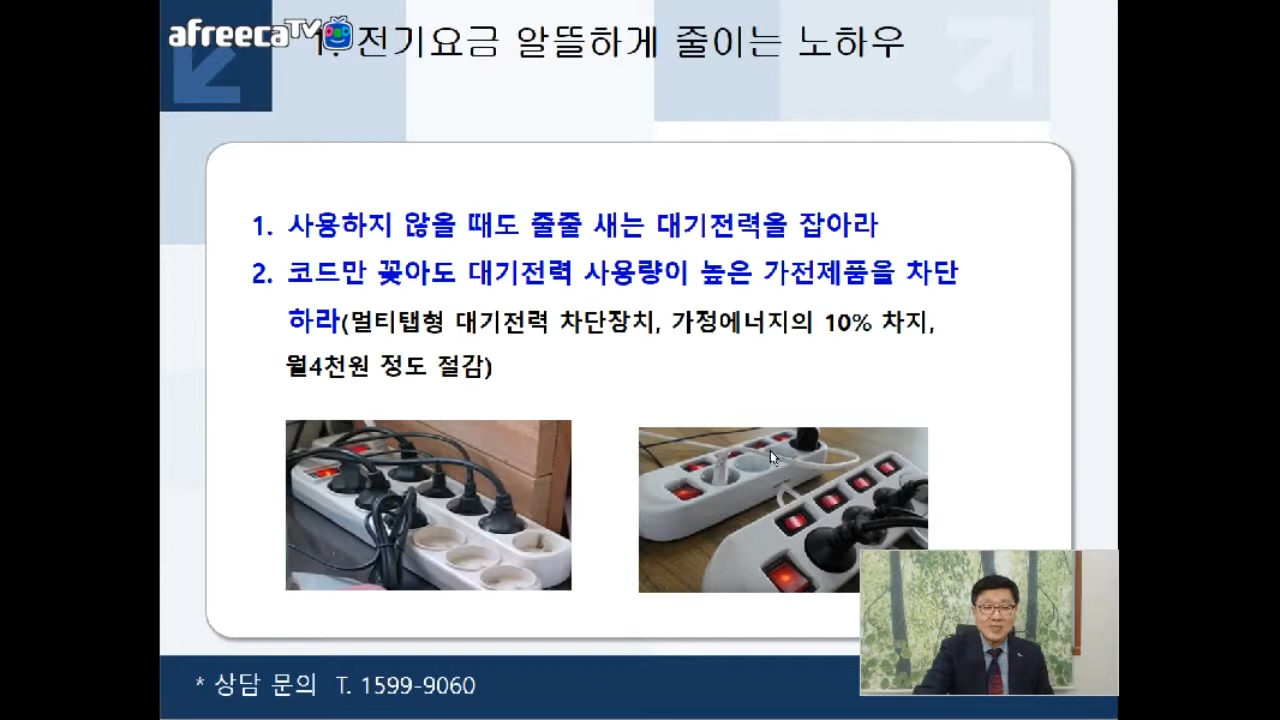 afreecaTV
1. 전기요금 알뜰하게 줄이는 노하우
1. 사용하지 않을 때도 줄줄 새는 대기전력을 잡아라
2. 코드만 꽂아도 대기전력 사용량이 높은 가전제품을 차단
하라(멀티탭형 대기전력 차단장치, 가정에너지의 10% 차지,
월4천원 정도 절감)
* 상담 문의 T. 1599-9060